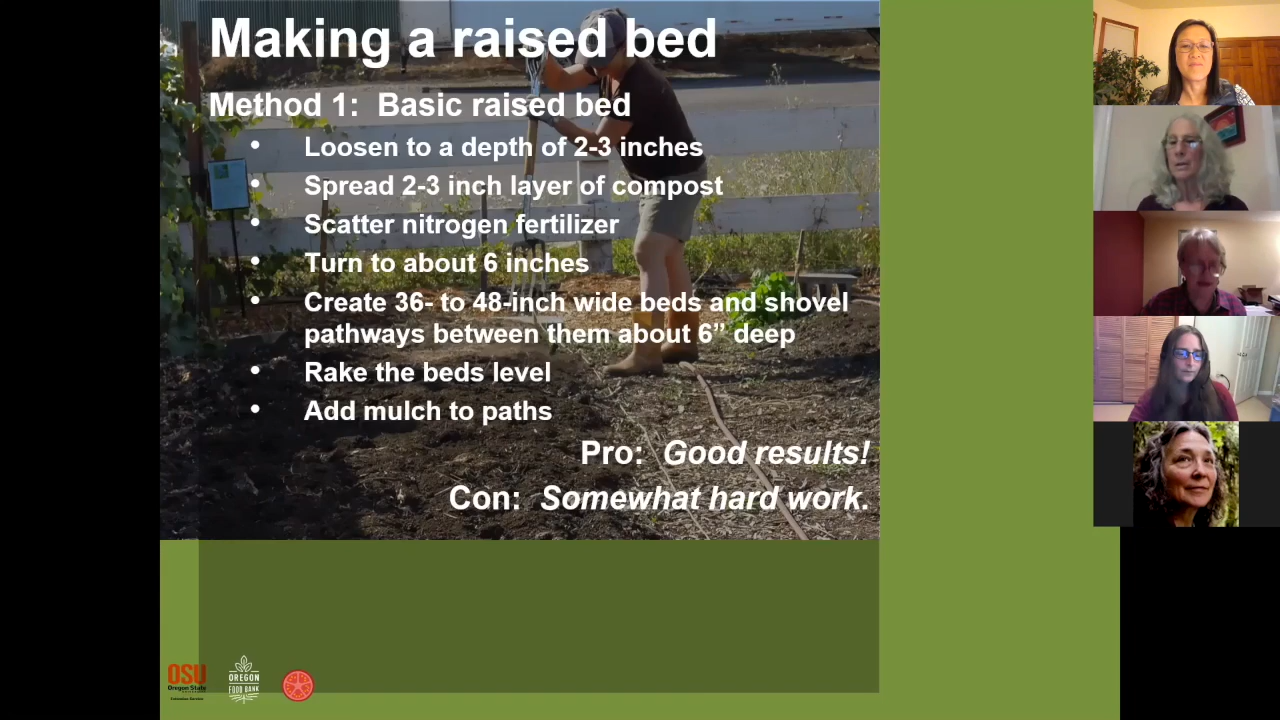 Making a raised bed
Method 1: Basic raised bed
• Loosen to a depth of 2-3 inches
• Spread 2-3 inch layer of compost
• Scatter nitrogen fertilizer
• Turn to about 6 inches
• Create 36- to 48-inch wide beds and shovel
pathways between them about 6” deep
• Rake the beds level
• Add mulch to paths
Pro: Good results!
Con: Somewhat hard work.
OSU
Oregon State
OREGON
FOOD BANK